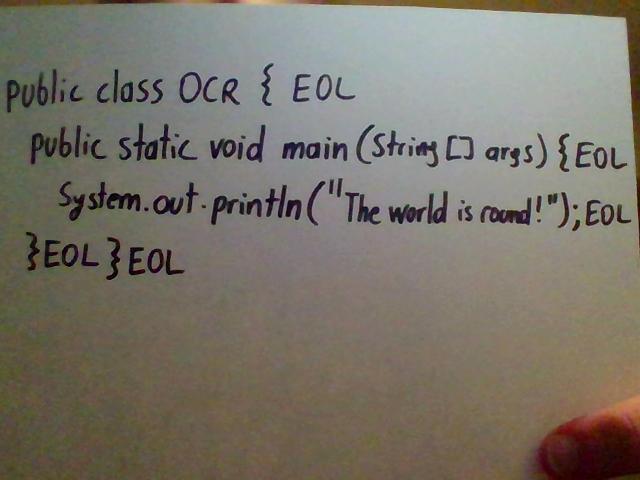 public class OCR { EOL
public static void main (String [] args) { EOL
System.out.println("The world is round!"); EOL
} EOL } EOL